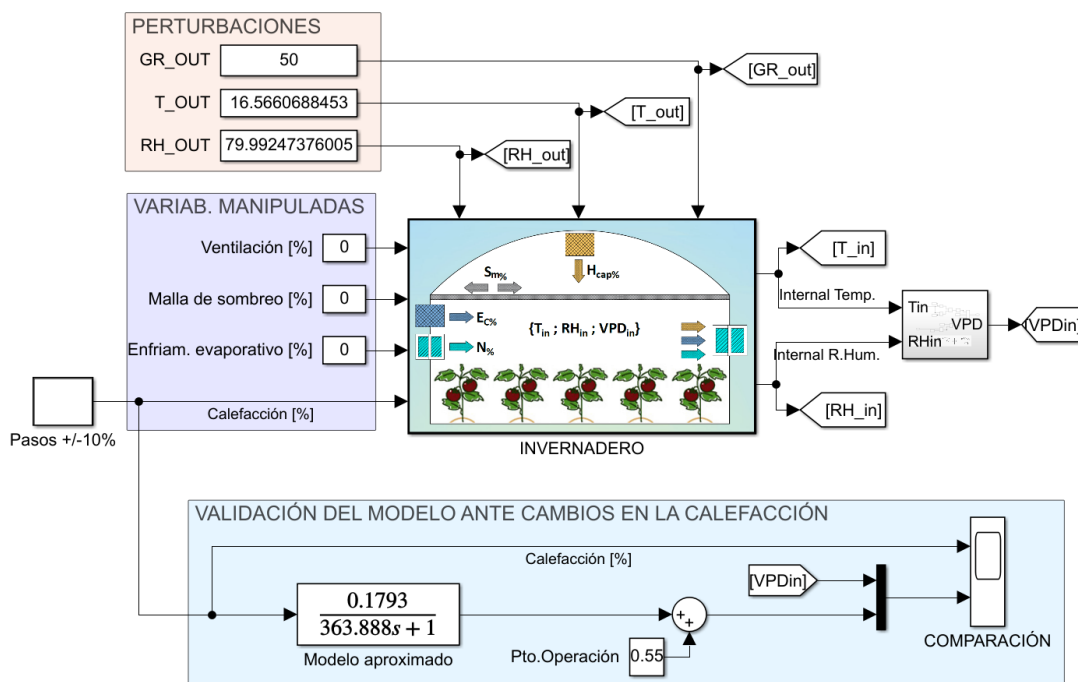 PERTURBACIONES
GR_OUT
50
[GR_out]
T_OUT
16.5660688453
[T_out]
RH_OUT
79.99247376005
[RH_out]
VARIAB. MANIPULADAS
Ventilación [%]
0
Malla de sombreo [%]
0
Enfriam. evaporativo [%]
0
Calefacción [%]
Pasos +/-10%
Sm%
Hcap%
EC%
{Tin ; RHin ; VPDin}
N%
INVERNADERO
[T_in]
Internal Temp.
Tin
VPD
RHin
[VPDin]
Internal R.Hum.
[RH_in]
VALIDACIÓN DEL MODELO ANTE CAMBIOS EN LA CALEFACCIÓN
Calefacción [%]
[VPDin]
0.1793
363.888s + 1
Modelo aproximado
+
+
Pto.Operación
0.55
COMPARACIÓN